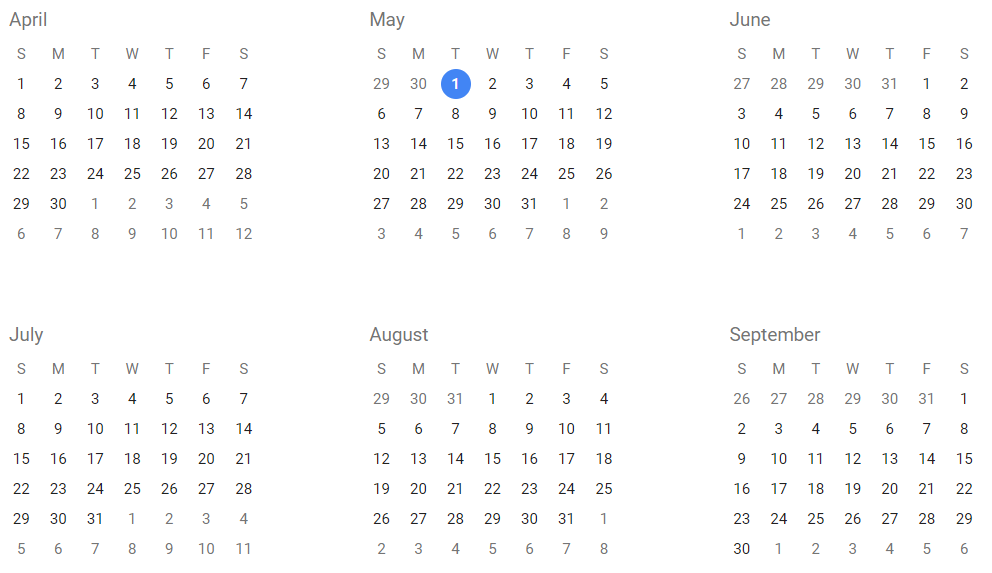 April
S M T W T F S
1 2 3 4 5 6 7
8 9 10 11 12 13 14
15 16 17 18 19 20 21
22 23 24 25 26 27 28
29 30 1 2 3 4 5
6 7 8 9 10 11 12
May
S M T W T F S
29 30 1 2 3 4 5
6 7 8 9 10 11 12
13 14 15 16 17 18 19
20 21 22 23 24 25 26
27 28 29 30 31 1 2
3 4 5 6 7 8 9
June
S M T W T F S
27 28 29 30 31 1 2
3 4 5 6 7 8 9
10 11 12 13 14 15 16
17 18 19 20 21 22 23
24 25 26 27 28 29 30
1 2 3 4 5 6 7
July
S M T W T F S
1 2 3 4 5 6 7
8 9 10 11 12 13 14
15 16 17 18 19 20 21
22 23 24 25 26 27 28
29 30 31 1 2 3 4
5 6 7 8 9 10 11
August
S M T W T F S
29 30 31 1 2 3 4
5 6 7 8 9 10 11
12 13 14 15 16 17 18
19 20 21 22 23 24 25
26 27 28 29 30 31 1
2 3 4 5 6 7 8
September
S M T W T F S
26 27 28 29 30 31 1
2 3 4 5 6 7 8
9 10 11 12 13 14 15
16 17 18 19 20 21 22
23 24 25 26 27 28 29
30 1 2 3 4 5 6